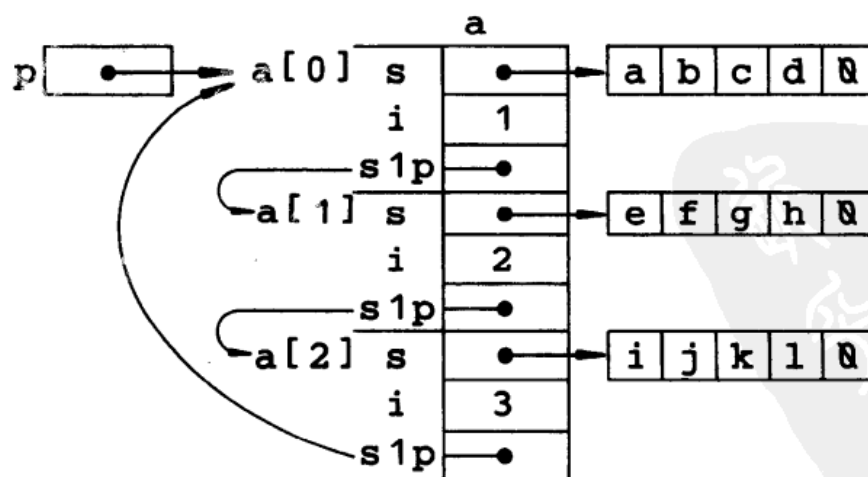 a
p a[0] s a b c d \0
i 1
s1p
a[1] s e f g h \0
i 2
s1p
a[2] s i j k l \0
i 3
s1p